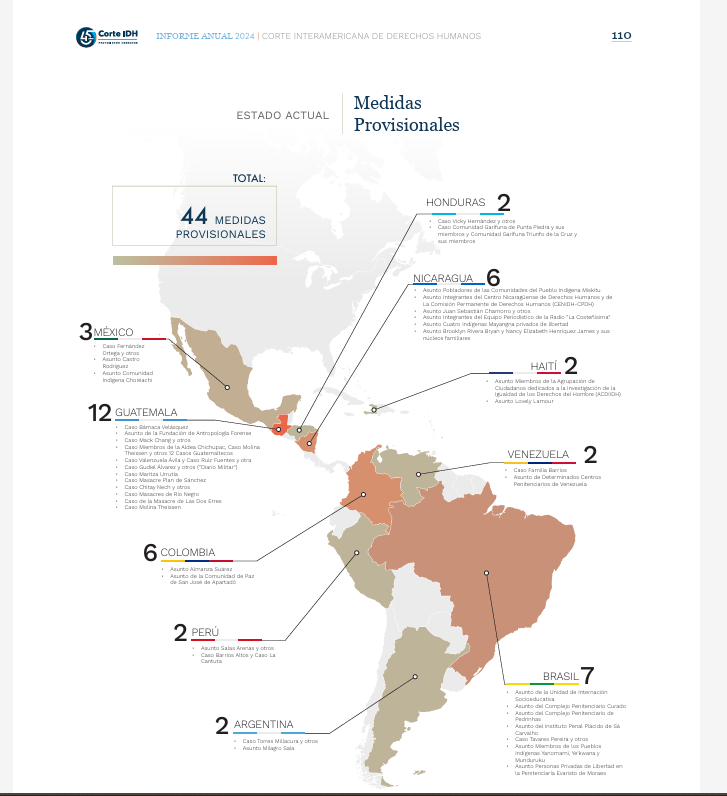 Corte IDH
INFORME ANUAL 2024 | CORTE INTERAMERICANA DE DERECHOS HUMANOS
110
ESTADO ACTUAL
Medidas
Provisionales
TOTAL:
44 MEDIDAS
PROVISIONALES
HONDURAS 2
• Caso Vicky Hernández y otros
• Caso Comunidad Garífuna de Punta Piedra y sus
miembros y Comunidad Garífuna Triunfo de la Cruz y
sus miembros
NICARAGUA 6
• Asunto Pobladores de las Comunidades del Pueblo Indígena Miskitu
• Asunto Integrantes del Centro Nicaragüense de Derechos Humanos y de
La Comisión Permanente de Derechos Humanos (CENIDH-CPDH)
• Asunto Juan Sebastián Chamorro y otros
• Asunto Integrantes del Equipo Periodístico de la Radio "La Costeñísima"
• Asunto Cuatro Indígenas Mayangna privados de libertad
• Asunto Brooklyn Rivera Bryan y Nancy Elizabeth Henríquez James y sus
núcleos familiares
3 MÉXICO
• Caso Fernández
Ortega y otros
• Asunto Castro
Rodríguez
• Asunto Comunidad
Indígena Choréachi
HAITÍ 2
• Asunto Miembros de la Agrupación de
Ciudadanos dedicados a la Investigación de la
Igualdad de los Derechos del Hombre (ACDIIDH)
• Asunto Lovely Lamour
12 GUATEMALA
• Caso Bámaca Velásquez
• Asunto de la Fundación de Antropología Forense
• Caso Mack Chang y otros
• Caso Miembros de la Aldea Chichupac, Caso Molina
Theissen y otros 12 Casos Guatemaltecos
• Caso Valenzuela Ávila y Caso Ruiz Fuentes y otra
• Caso Gudiel Álvarez y otros ("Diario Militar")
• Caso Maritza Urrutia
• Caso Masacre Plan de Sánchez
• Caso Chitay Nech y otros
• Caso Masacres de Río Negro
• Caso de la Masacre de Las Dos Erres
• Caso Molina Theissen
VENEZUELA 2
• Caso Familia Barrios
• Asunto de Determinados Centros
Penitenciarios de Venezuela
6 COLOMBIA
• Asunto Almanza Suárez
• Asunto de la Comunidad de Paz
de San José de Apartadó
2 PERÚ
• Asunto Salas Arenas y otros
• Caso Barrios Altos y Caso La
Cantuta
BRASIL 7
• Asunto de la Unidad de Internación
Socioeducativa
• Asunto del Complejo Penitenciario Curado
• Asunto del Complejo Penitenciario de
Pedrinhas
• Asunto del Instituto Penal Plácido de Sá
Carvalho
• Caso Tavares Pereira y otros
• Asunto Miembros de los Pueblos
Indígenas Yanomami, Ye'kwana y
Munduruku
• Asunto Personas Privadas de Libertad en
la Penitenciaría Evaristo de Moraes
2 ARGENTINA
• Caso Torres Millacura y otros
• Asunto Milagro Sala